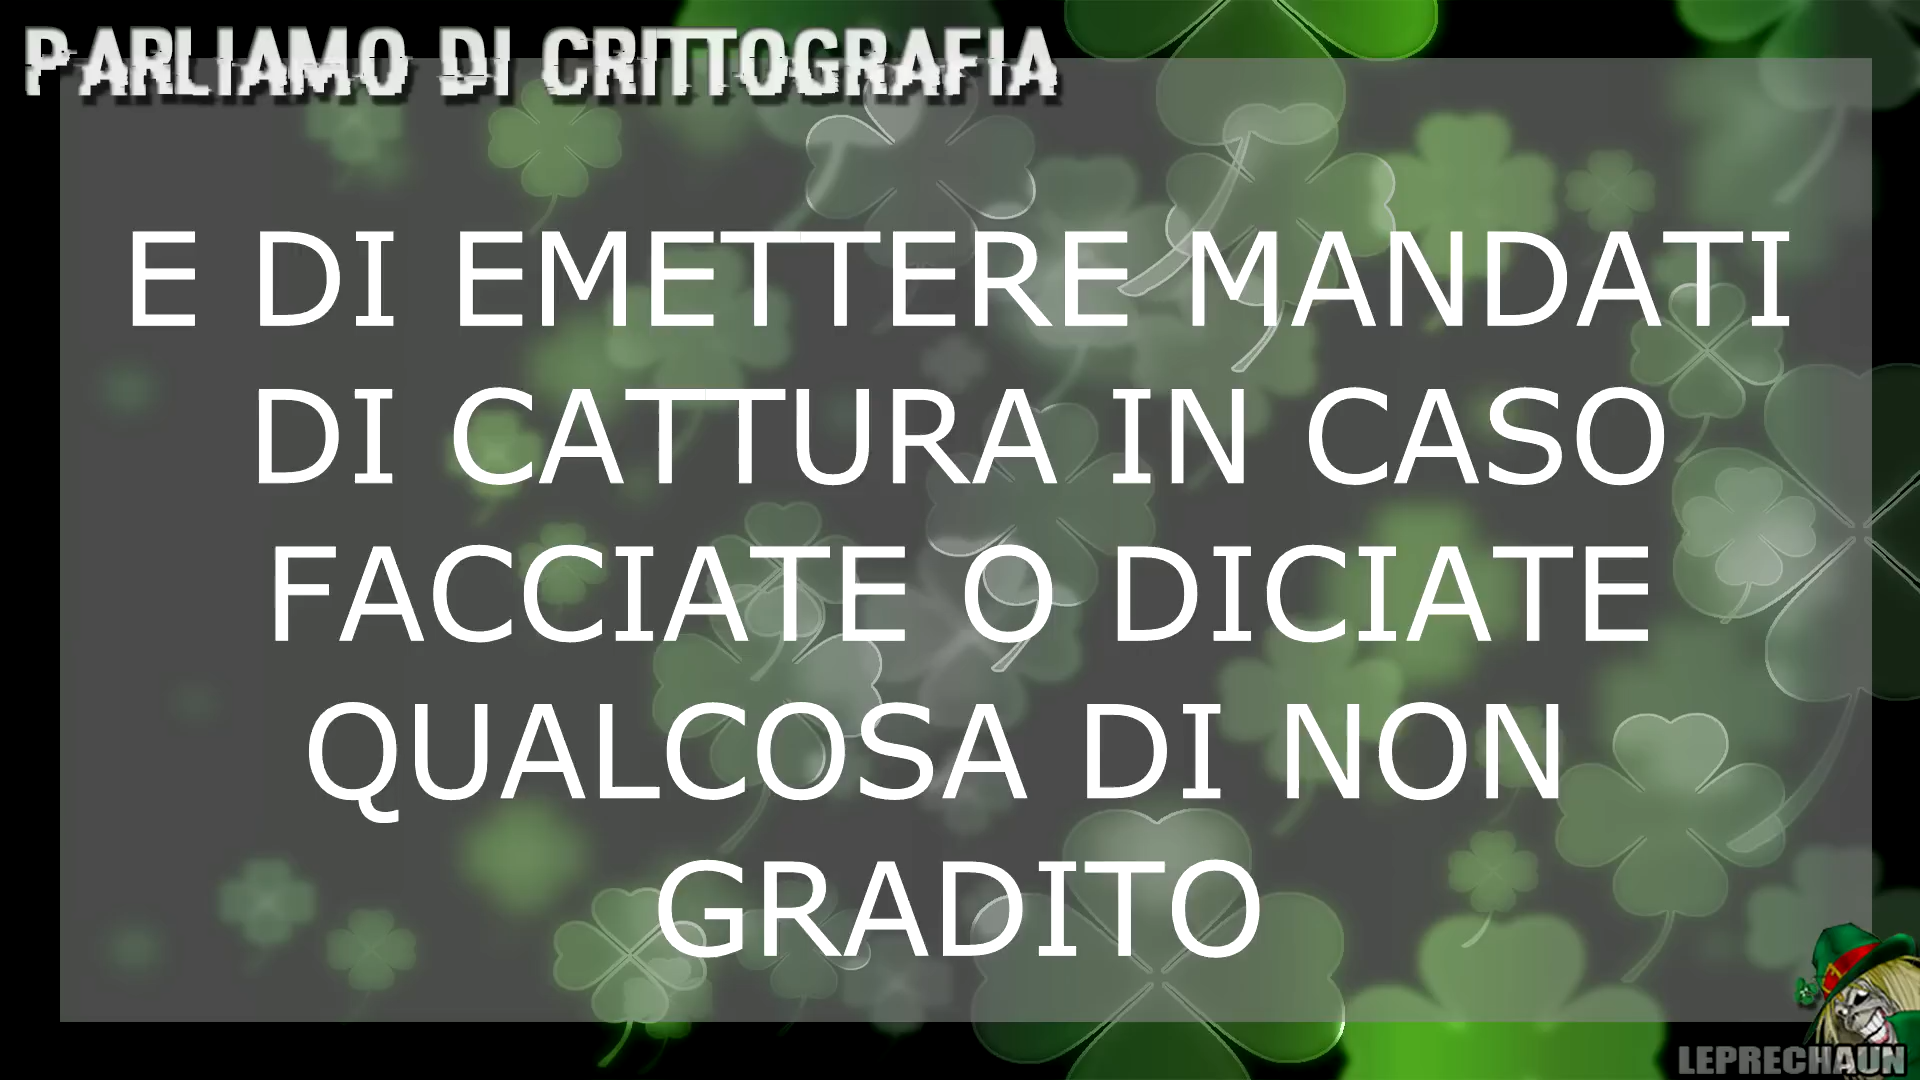 PARLIAMO DI CRITTOGRAFIA
E DI EMETTERE MANDATI
DI CATTURA IN CASO
FACCIATE O DICIATE
QUALCOSA DI NON
GRADITO
LEPRECHAUN